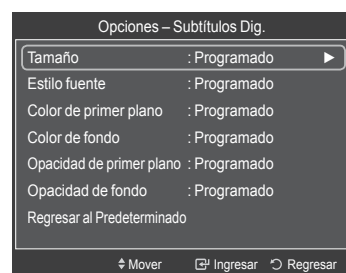 Opciones – Subtítulos Dig.
Tamaño : Programado
Estilo fuente : Programado
Color de primer plano : Programado
Color de fondo : Programado
Opacidad de primer plano : Programado
Opacidad de fondo : Programado
Regresar al Predeterminado
Mover Ingresar Regresar